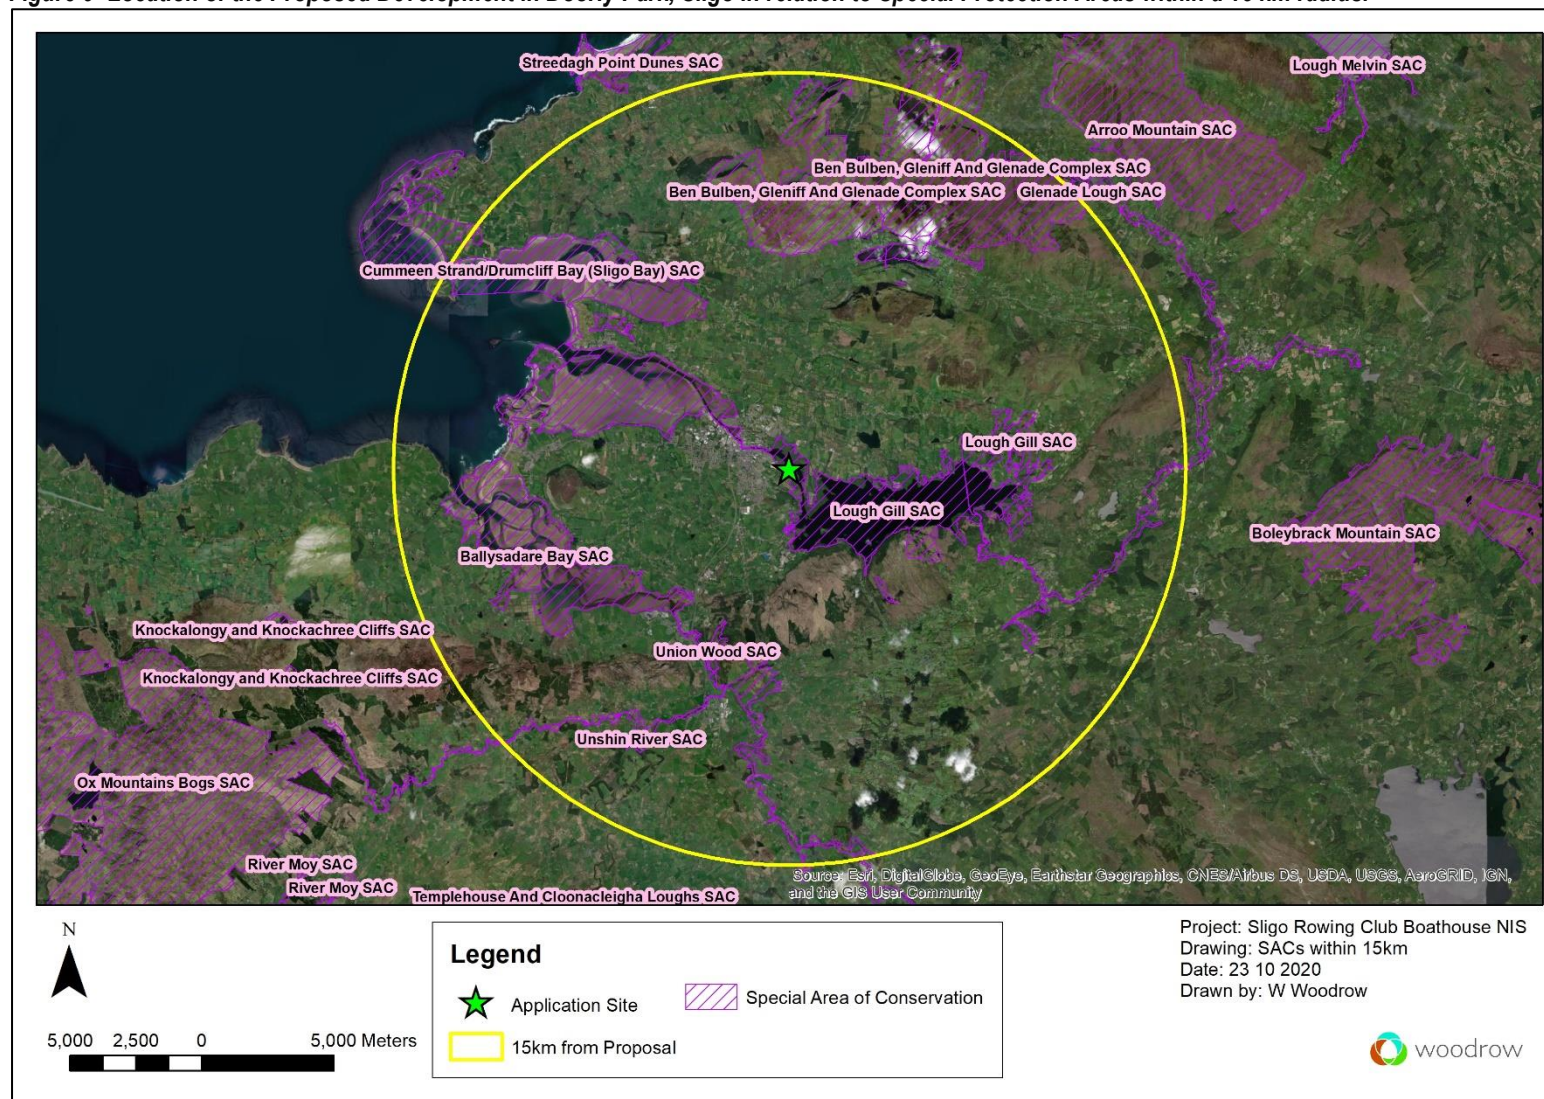 Streedagh Point Dunes SAC
Lough Melvin SAC
Arroo Mountain SAC
Ben Bulben, Gleniff And Glenade Complex SAC
Ben Bulben, Gleniff And Glenade Complex SAC
Glenade Lough SAC
Cummeen Strand/Drumcliff Bay (Sligo Bay) SAC
Lough Gill SAC
Lough Gill SAC
Boleybrack Mountain SAC
Ballysadare Bay SAC
Knockalongy and Knockachree Cliffs SAC
Union Wood SAC
Knockalongy and Knockachree Cliffs SAC
Unshin River SAC
Ox Mountains Bogs SAC
River Moy SAC
River Moy SAC
Templehouse And Cloonacleigha Loughs SAC
Source: Esri, DigitalGlobe, GeoEye, Earthstar Geographics, CNES/Airbus DS, USDA, USGS, AeroGRID, IGN,
and the GIS User Community
N
5,000 2,500 0 5,000 Meters
Legend
Application Site
Special Area of Conservation
15km from Proposal
Project: Sligo Rowing Club Boathouse NIS
Drawing: SACs within 15km
Date: 23 10 2020
Drawn by: W Woodrow
woodrow